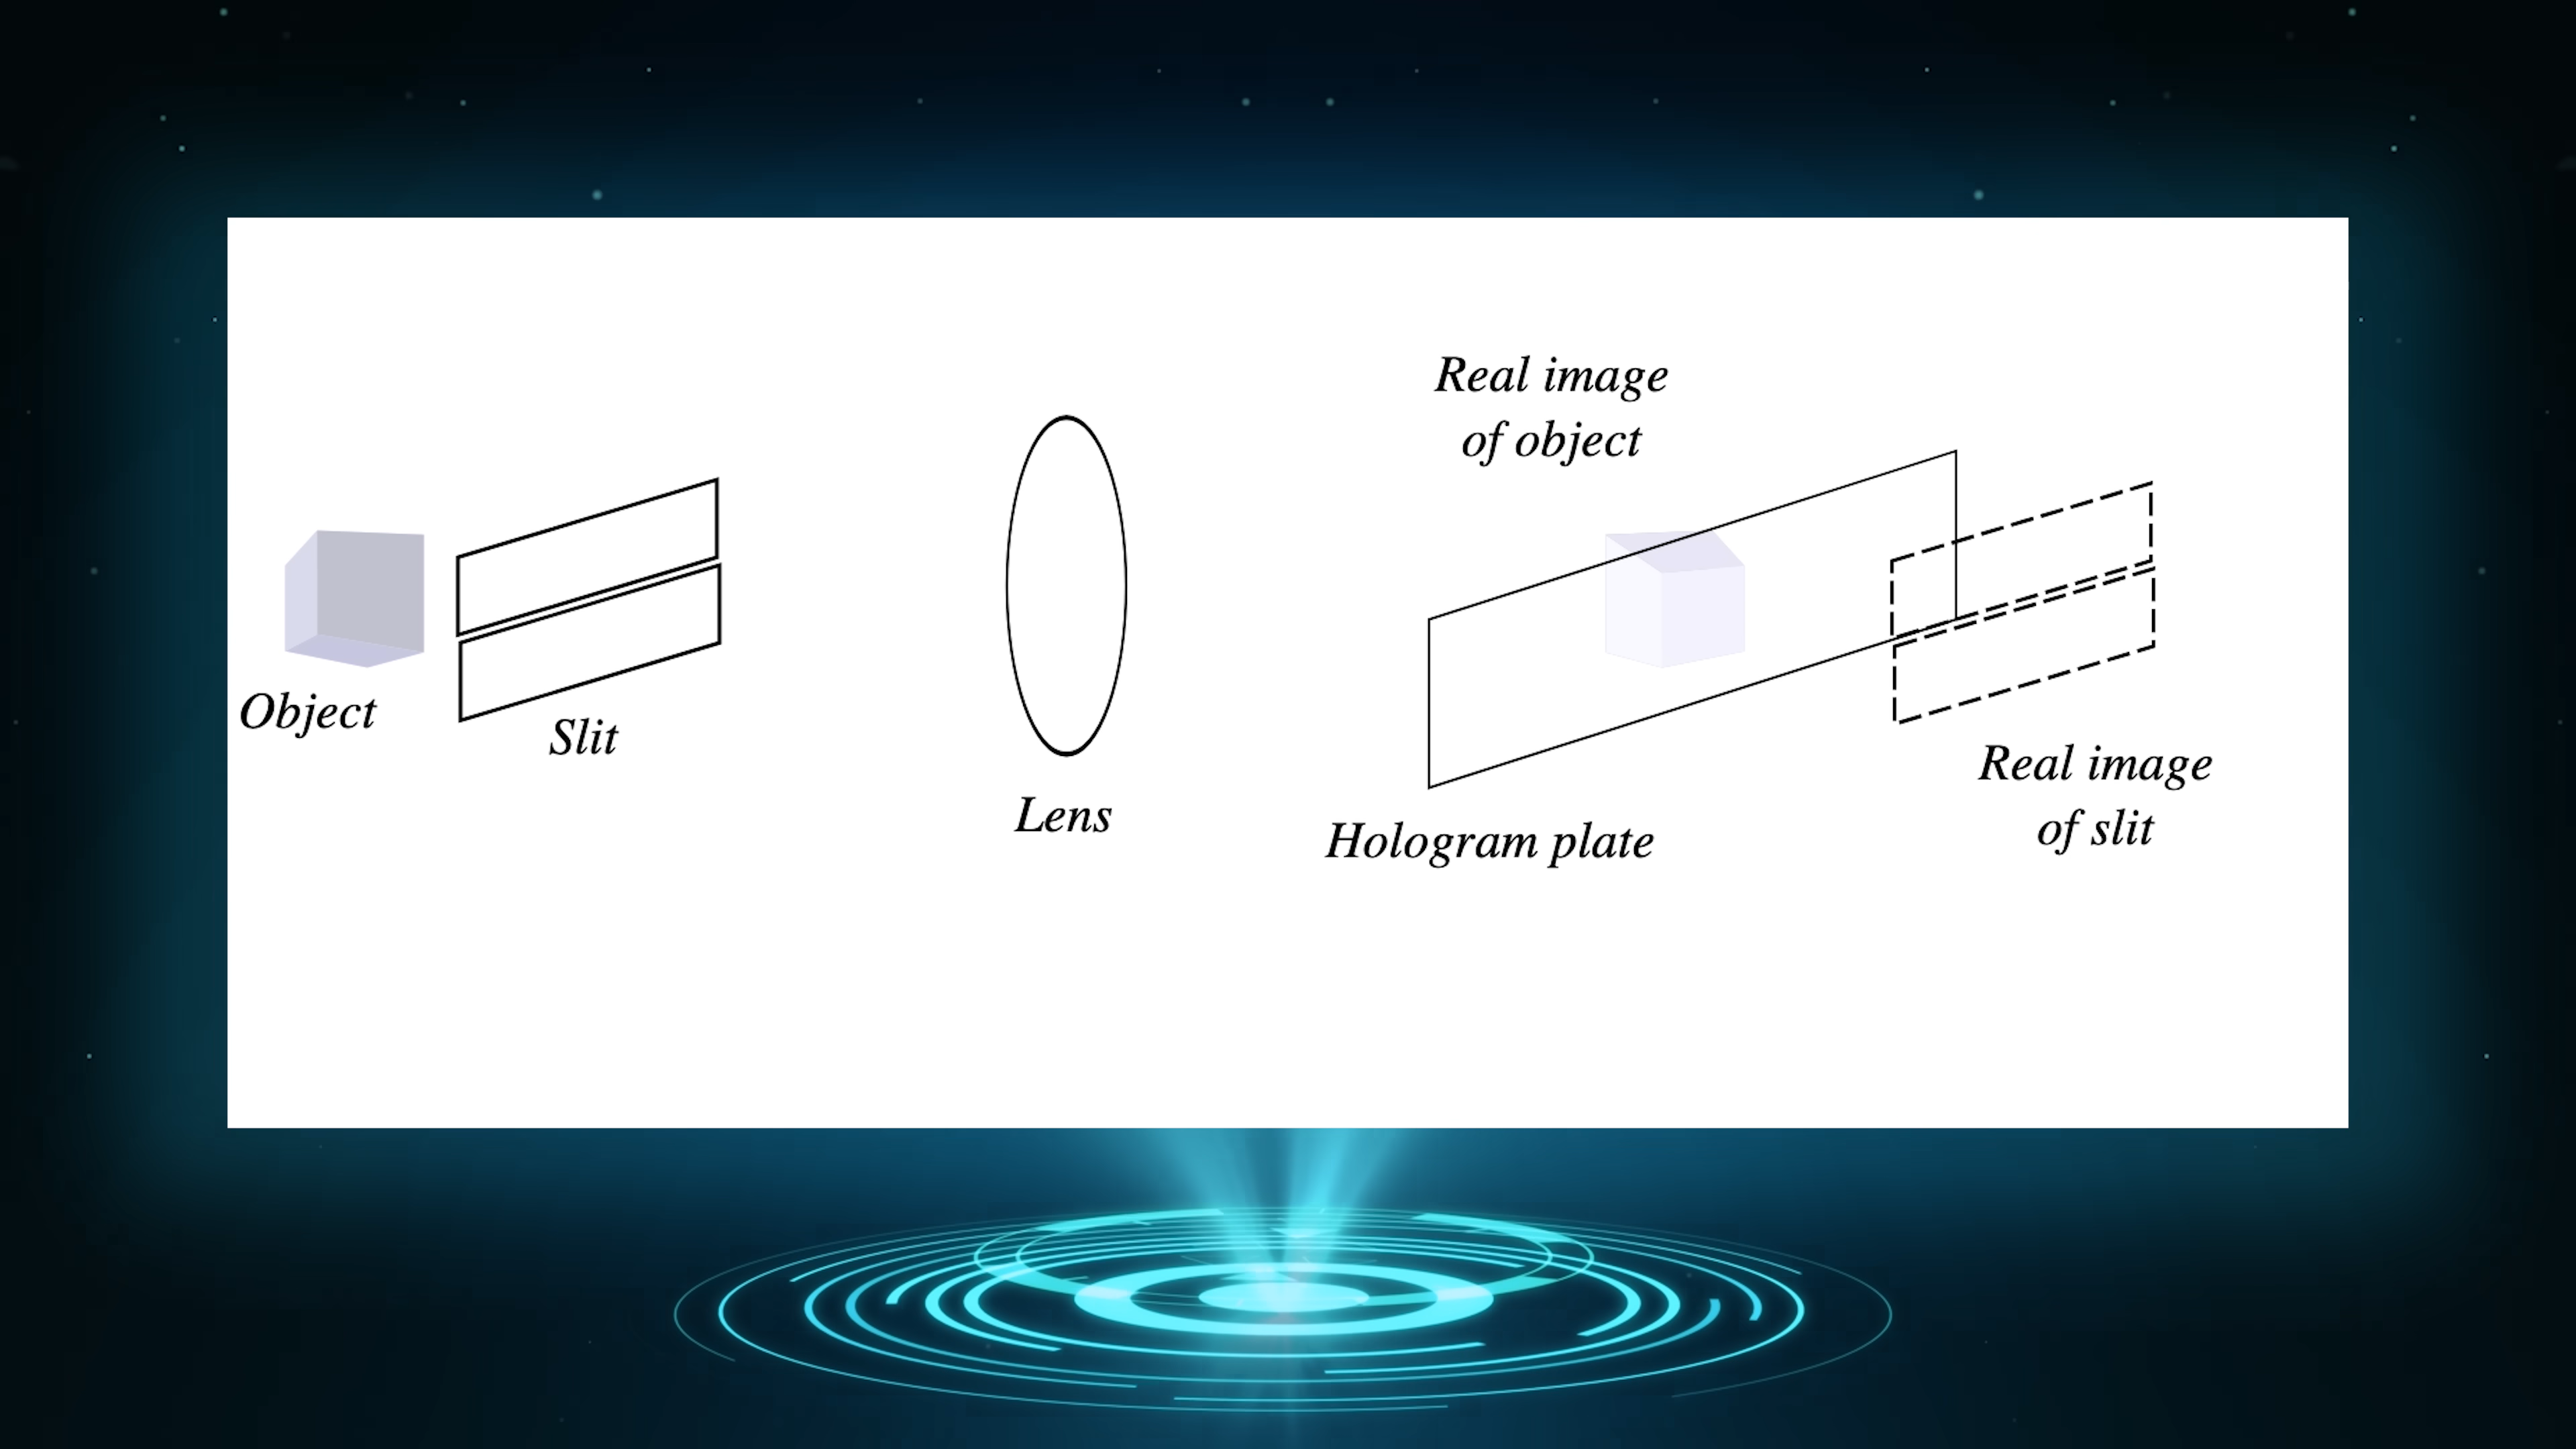 Real image
of object
Object
Slit
Lens
Hologram plate
Real image
of slit